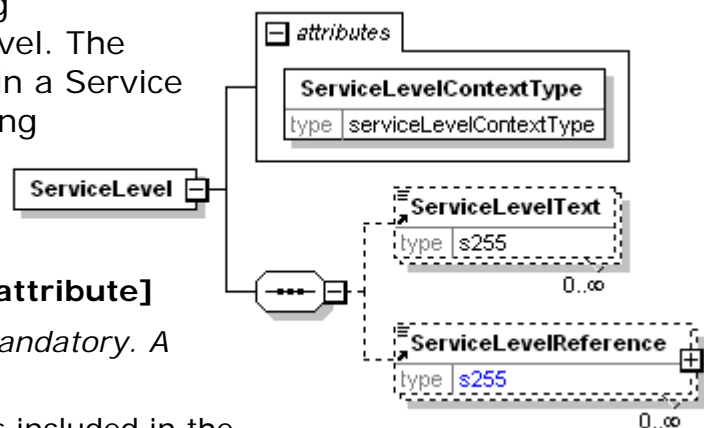 g
vel. The
in a Service
ng
attributes
ServiceLevelContextType
type serviceLevelContextType
ServiceLevel
ServiceLevelText
type s255
0..∞
attribute]
andatory. A
ServiceLevelReference
type s255
0..∞
s included in the